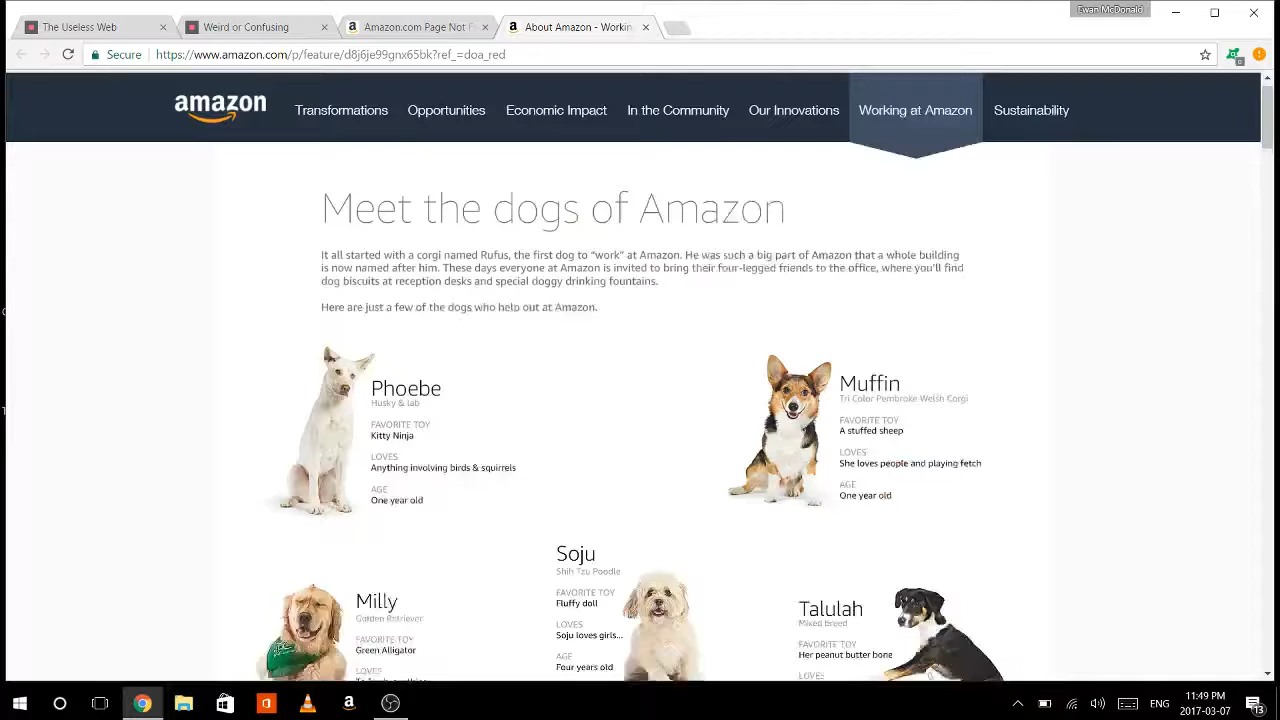 Ewan McDonald
The Useless Web
Weird or Confusing
Amazon.com Page Not F
About Amazon - Workin
Secure
https://www.amazon.com/p/feature/d8j6je99gnx65bk?ref_=doa_red
amazon
Transformations
Opportunities
Economic Impact
In the Community
Our Innovations
Working at Amazon
Sustainability
Meet the dogs of Amazon
It all started with a corgi named Rufus, the first dog to “work” at Amazon. He was such a big part of Amazon that a whole building
is now named after him. These days everyone at Amazon is invited to bring their four-legged friends to the office, where you'll find
dog biscuits at reception desks and special doggy drinking fountains.
Here are just a few of the dogs who help out at Amazon.
Phoebe
Husky & lab
FAVORITE TOY
Kitty Ninja
LOVES
Anything involving birds & squirrels
AGE
One year old
Muffin
Tri Color Pembroke Welsh Corgi
FAVORITE TOY
A stuffed sheep
LOVES
She loves people and playing fetch
AGE
One year old
Milly
Golden Retriever
FAVORITE TOY
Green Alligator
LOVES
Soju
Shih Tzu Poodle
FAVORITE TOY
Fluffy doll
LOVES
Soju loves girls...
AGE
Four years old
Talulah
Mixed Breed
FAVORITE TOY
Her peanut butter bone
LOVES
ENG
11:49 PM
2017-03-07
13